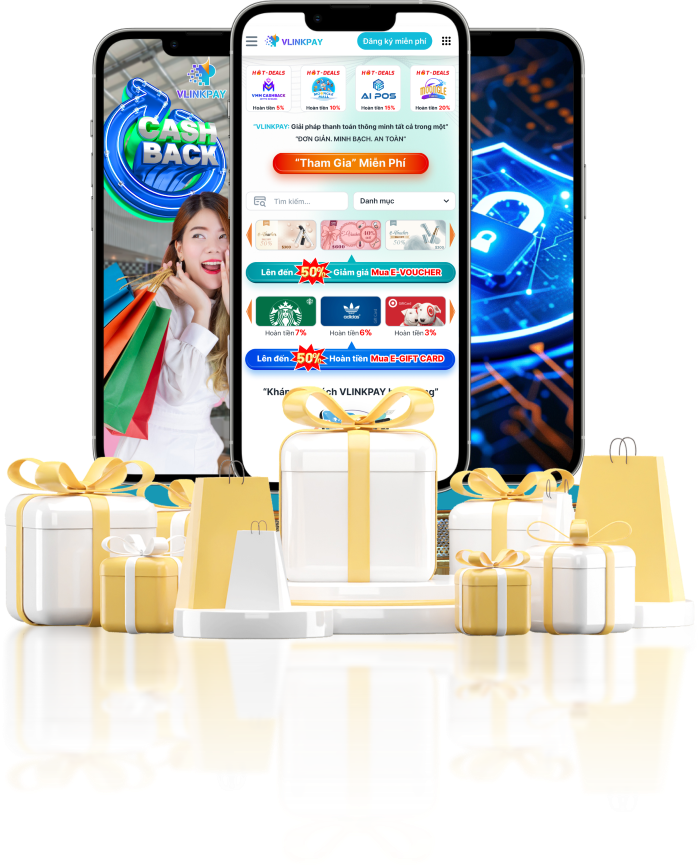 VLINKPAY
CASH
BACK
VLINKPAY
Đăng ký miễn phí
HOT·DEALS
HOT·DEALS
HOT·DEALS
HOT·DEALS
VMM CASHBACK
AI POS
Hoàn tiền 5%
Hoàn tiền 10%
Hoàn tiền 15%
Hoàn tiền 20%
"VLINKPAY: Giải pháp thanh toán thông minh tất cả trong một"
"ĐƠN GIẢN. MINH BẠCH. AN TOÀN"
"Tham Gia" Miễn Phí
Tìm kiếm...
Danh mục
Lên đến 50% Giảm giá Mua E-VOUCHER
adidas
Hoàn tiền 7%
Hoàn tiền 6%
Hoàn tiền 3%
Lên đến 50% Hoàn tiền Mua E-GIFT CARD
VLINKPAY